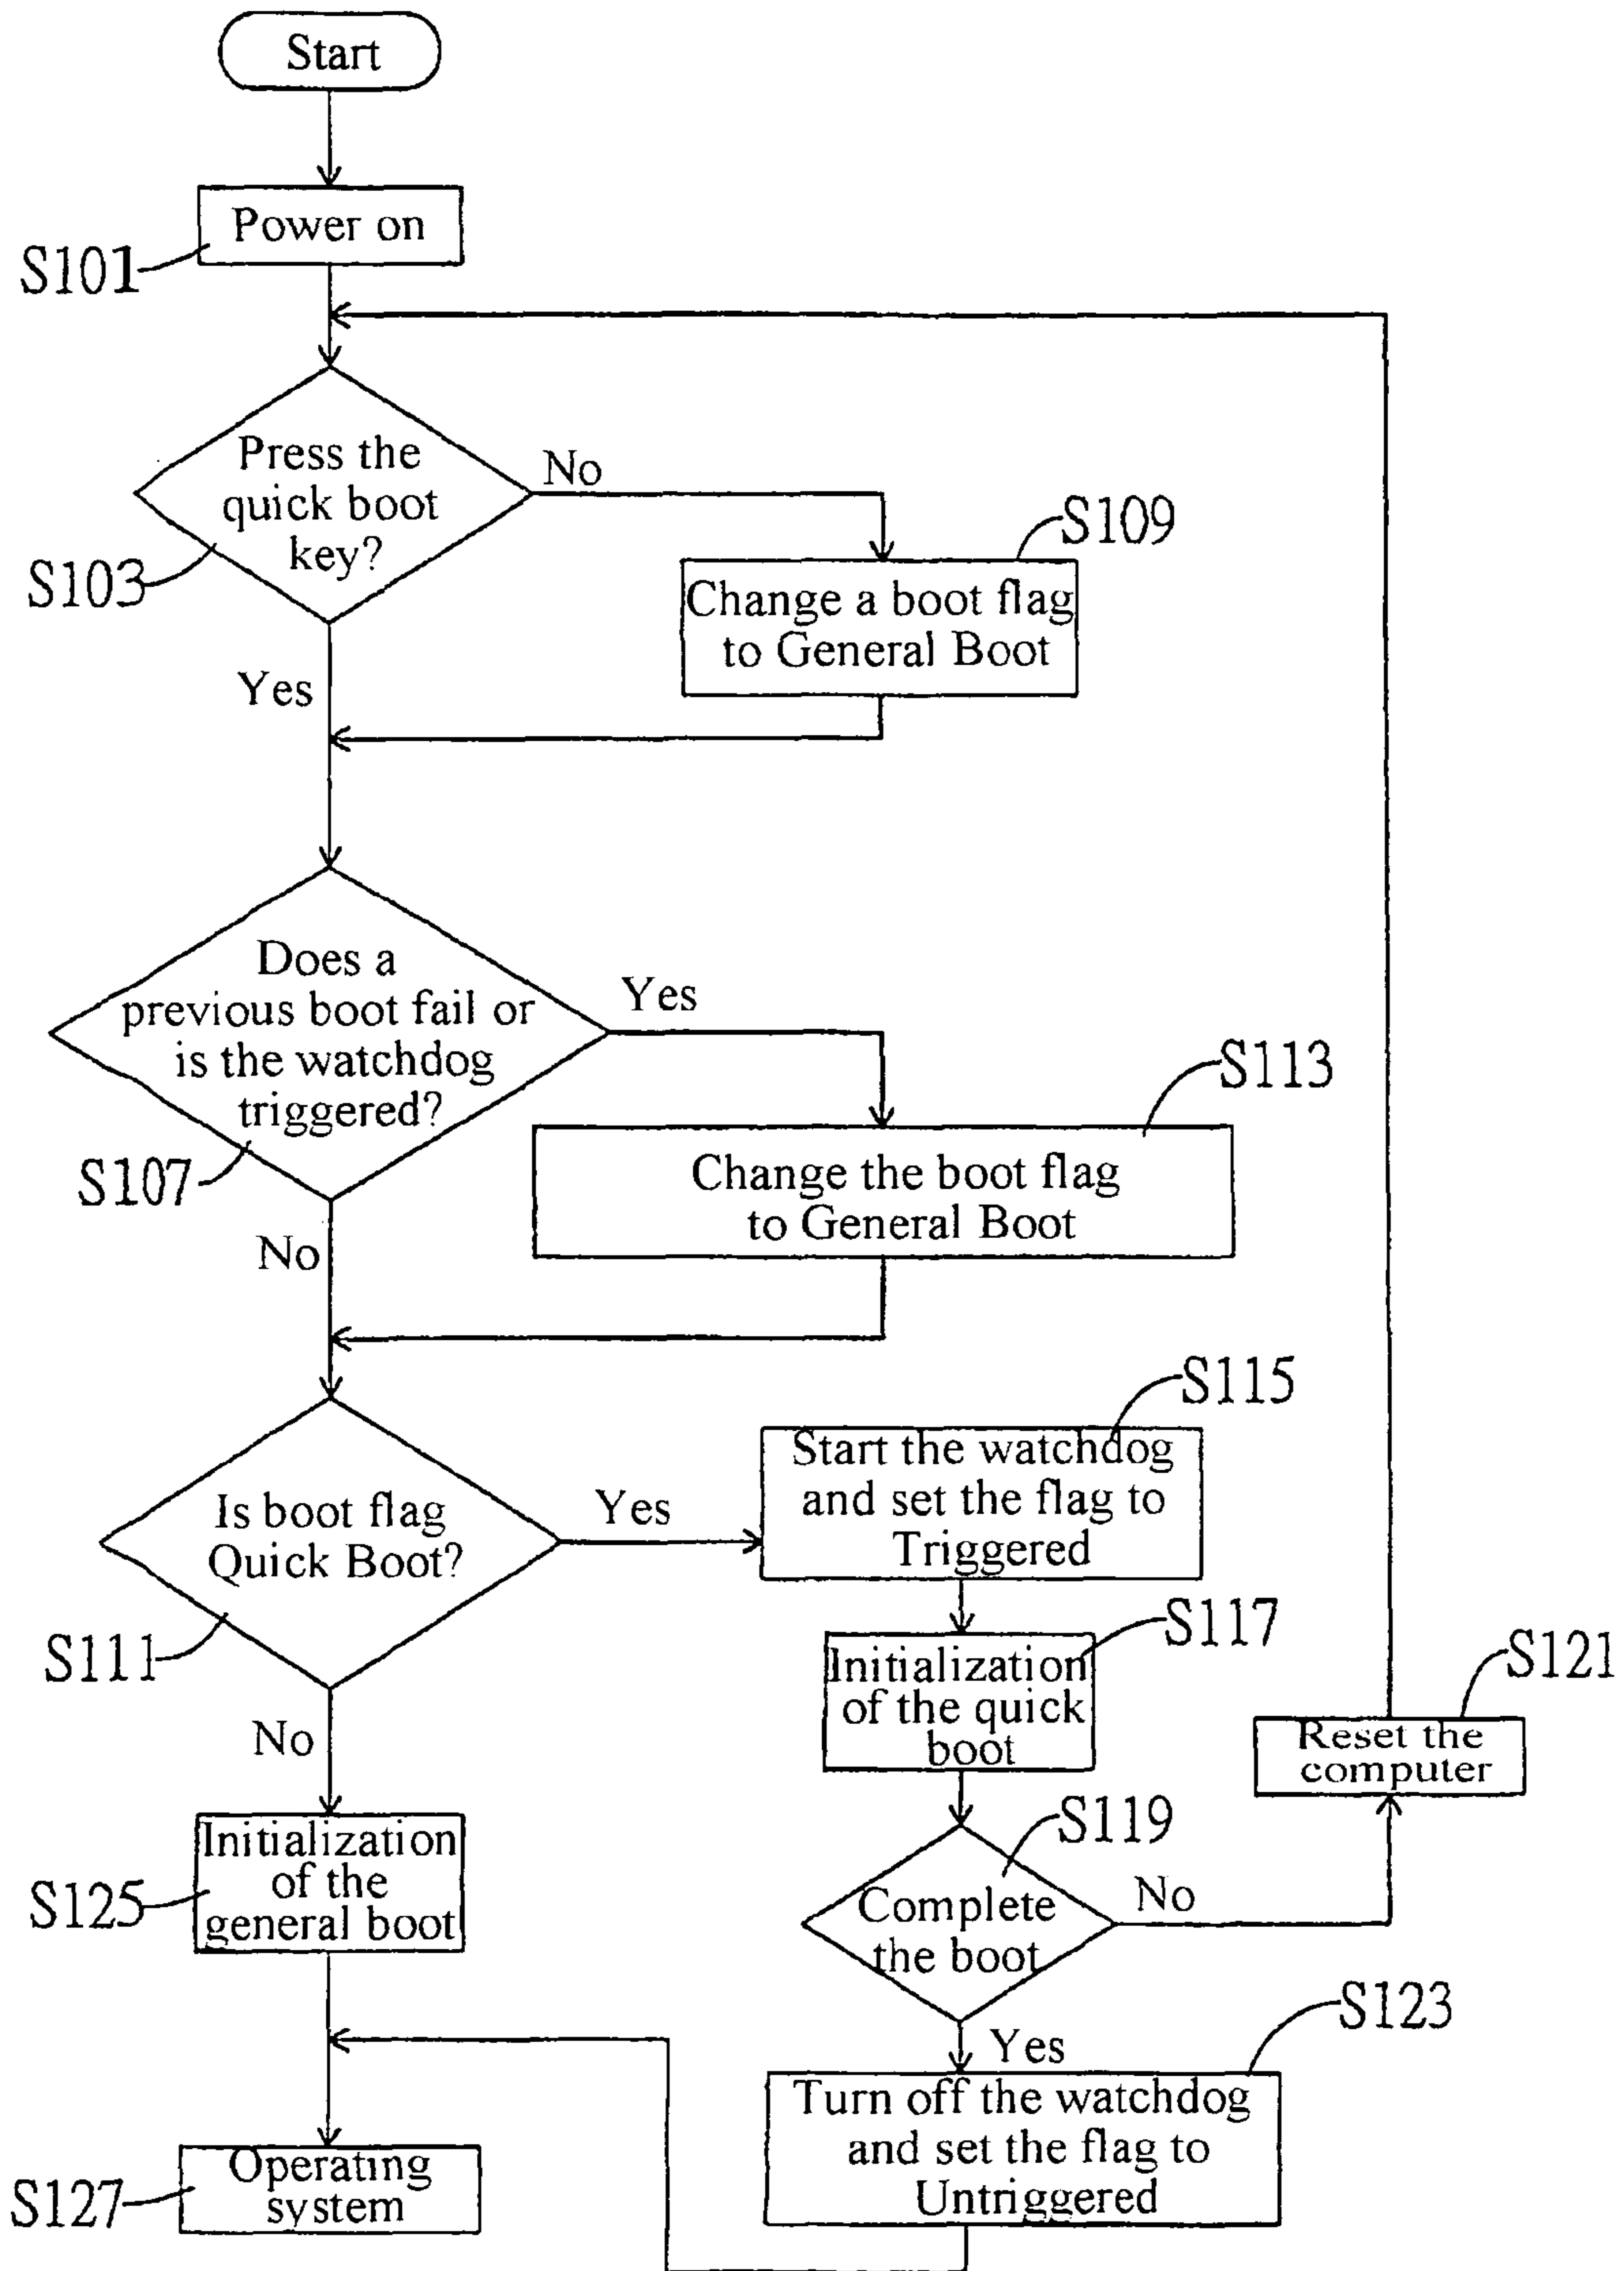 Start
Power on
S101
Press the
quick boot
key?
No
S103
S109
Change a boot flag
to General Boot
Yes
Does a
previous boot fail or
is the watchdog
triggered?
Yes
S107
S113
Change the boot flag
to General Boot
No
Is boot flag
Quick Boot?
Yes
S111
S115
Start the watchdog
and set the flag to
Triggered
S117
Initialization
of the quick
boot
S121
Reset the
computer
No
S119
Complete
the boot
No
S125
Initialization
of the
general boot
Yes
S123
Turn off the watchdog
and set the flag to
Untriggered
S127
Operating
system